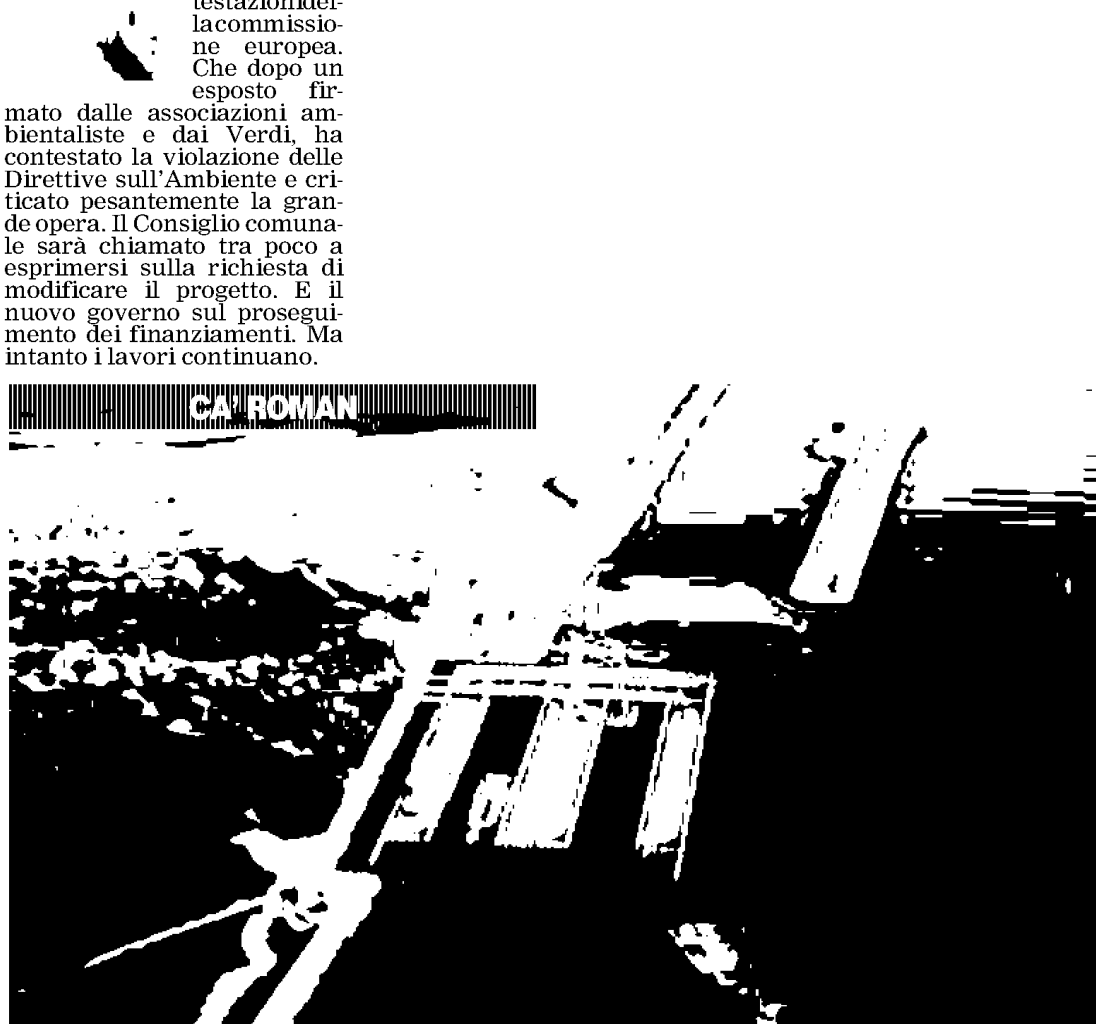 lacommissio-
ne europea.
Che dopo un
esposto fir-
mato dalle associazioni am-
bientaliste e dai Verdi, ha
contestato la violazione delle
Direttive sull'Ambiente e cri-
ticato pesantemente la gran-
de opera. Il Consiglio comuna-
le sarà chiamato tra poco a
esprimersi sulla richiesta di
modificare il progetto. E il
nuovo governo sul prosegui-
mento dei finanziamenti. Ma
intanto i lavori continuano.
CA' ROMAN